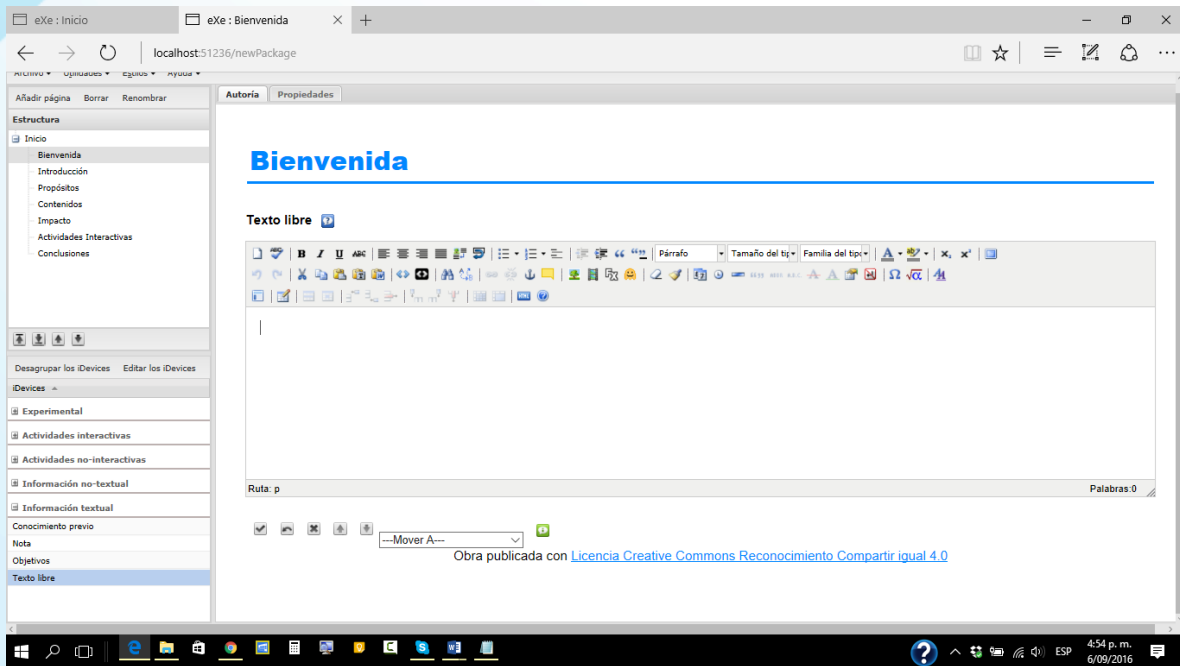 eXe : Inicio
eXe : Bienvenida
localhost:51236/newPackage
Archivo Utilidades Estilos Ayuda
Añadir página Borrar Renombrar
Autoría Propiedades
Estructura
Inicio
Bienvenida
Introducción
Propósitos
Contenidos
Impacto
Actividades Interactivas
Conclusiones
Bienvenida
Texto libre
Párrafo
Tamaño del tip
Familia del tipo
Ruta: p
Palabras:0
Desagrupar los iDevices Editar los iDevices
iDevices
Experimental
Actividades interactivas
Actividades no-interactivas
Información no-textual
Información textual
Conocimiento previo
Nota
Objetivos
Texto libre
---Mover A---
Obra publicada con Licencia Creative Commons Reconocimiento Compartir igual 4.0
ESP
4:54 p. m.
6/09/2016